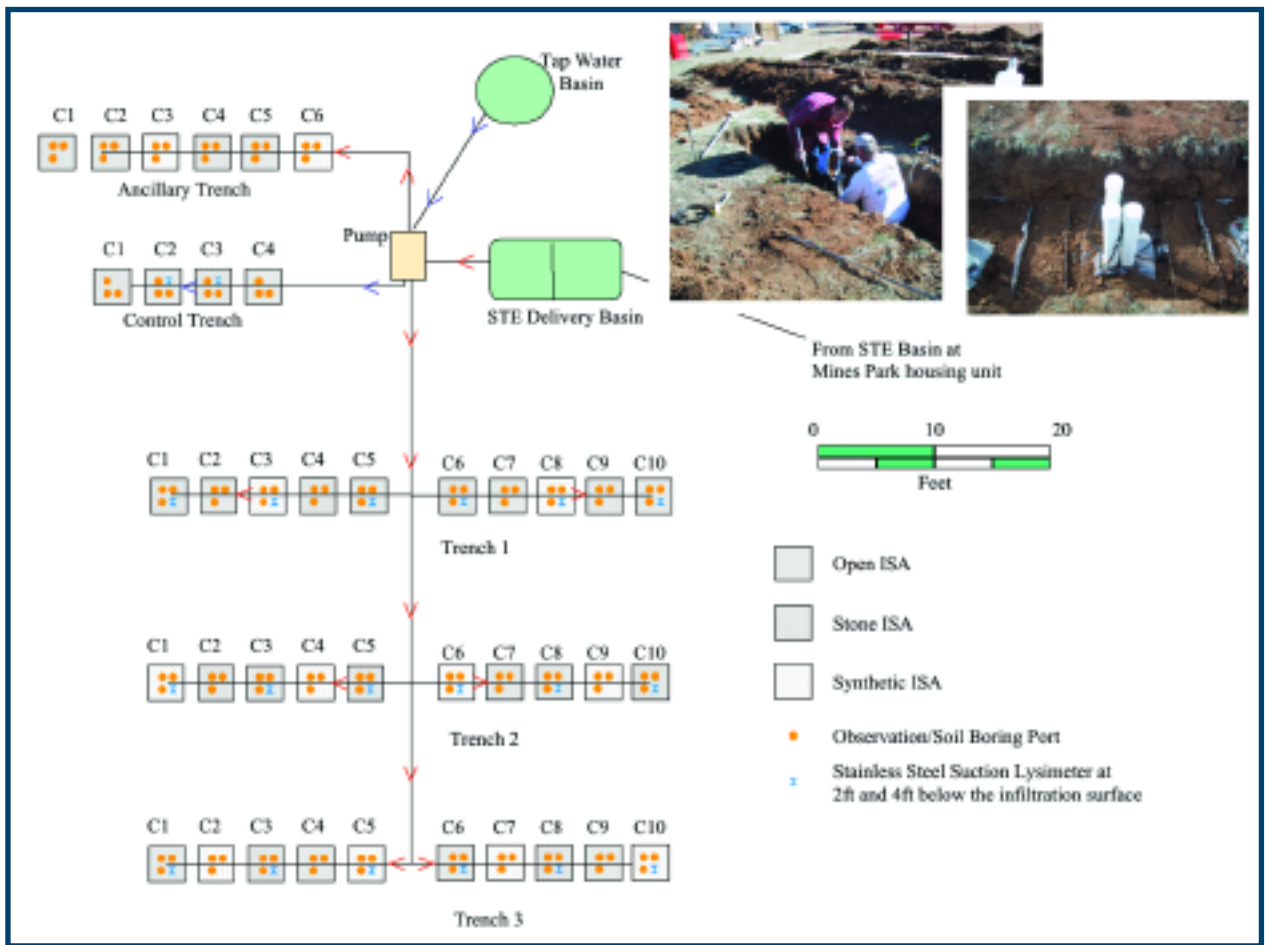 Tap Water
Basin
C1 C2 C3 C4 C5 C6
Ancillary Trench
Pump
C1 C2 C3 C4
Control Trench
STE Delivery Basin
From STE Basin at
Mines Park housing unit
0 10 20
Feet
C1 C2 C3 C4 C5 C6 C7 C8 C9 C10
Trench 1
Open ISA
Stone ISA
C1 C2 C3 C4 C5 C6 C7 C8 C9 C10
Synthetic ISA
Trench 2
Observation/Soil Boring Port
Stainless Steel Suction Lysimeter at
2ft and 4ft below the infiltration surface
C1 C2 C3 C4 C5 C6 C7 C8 C9 C10
Trench 3